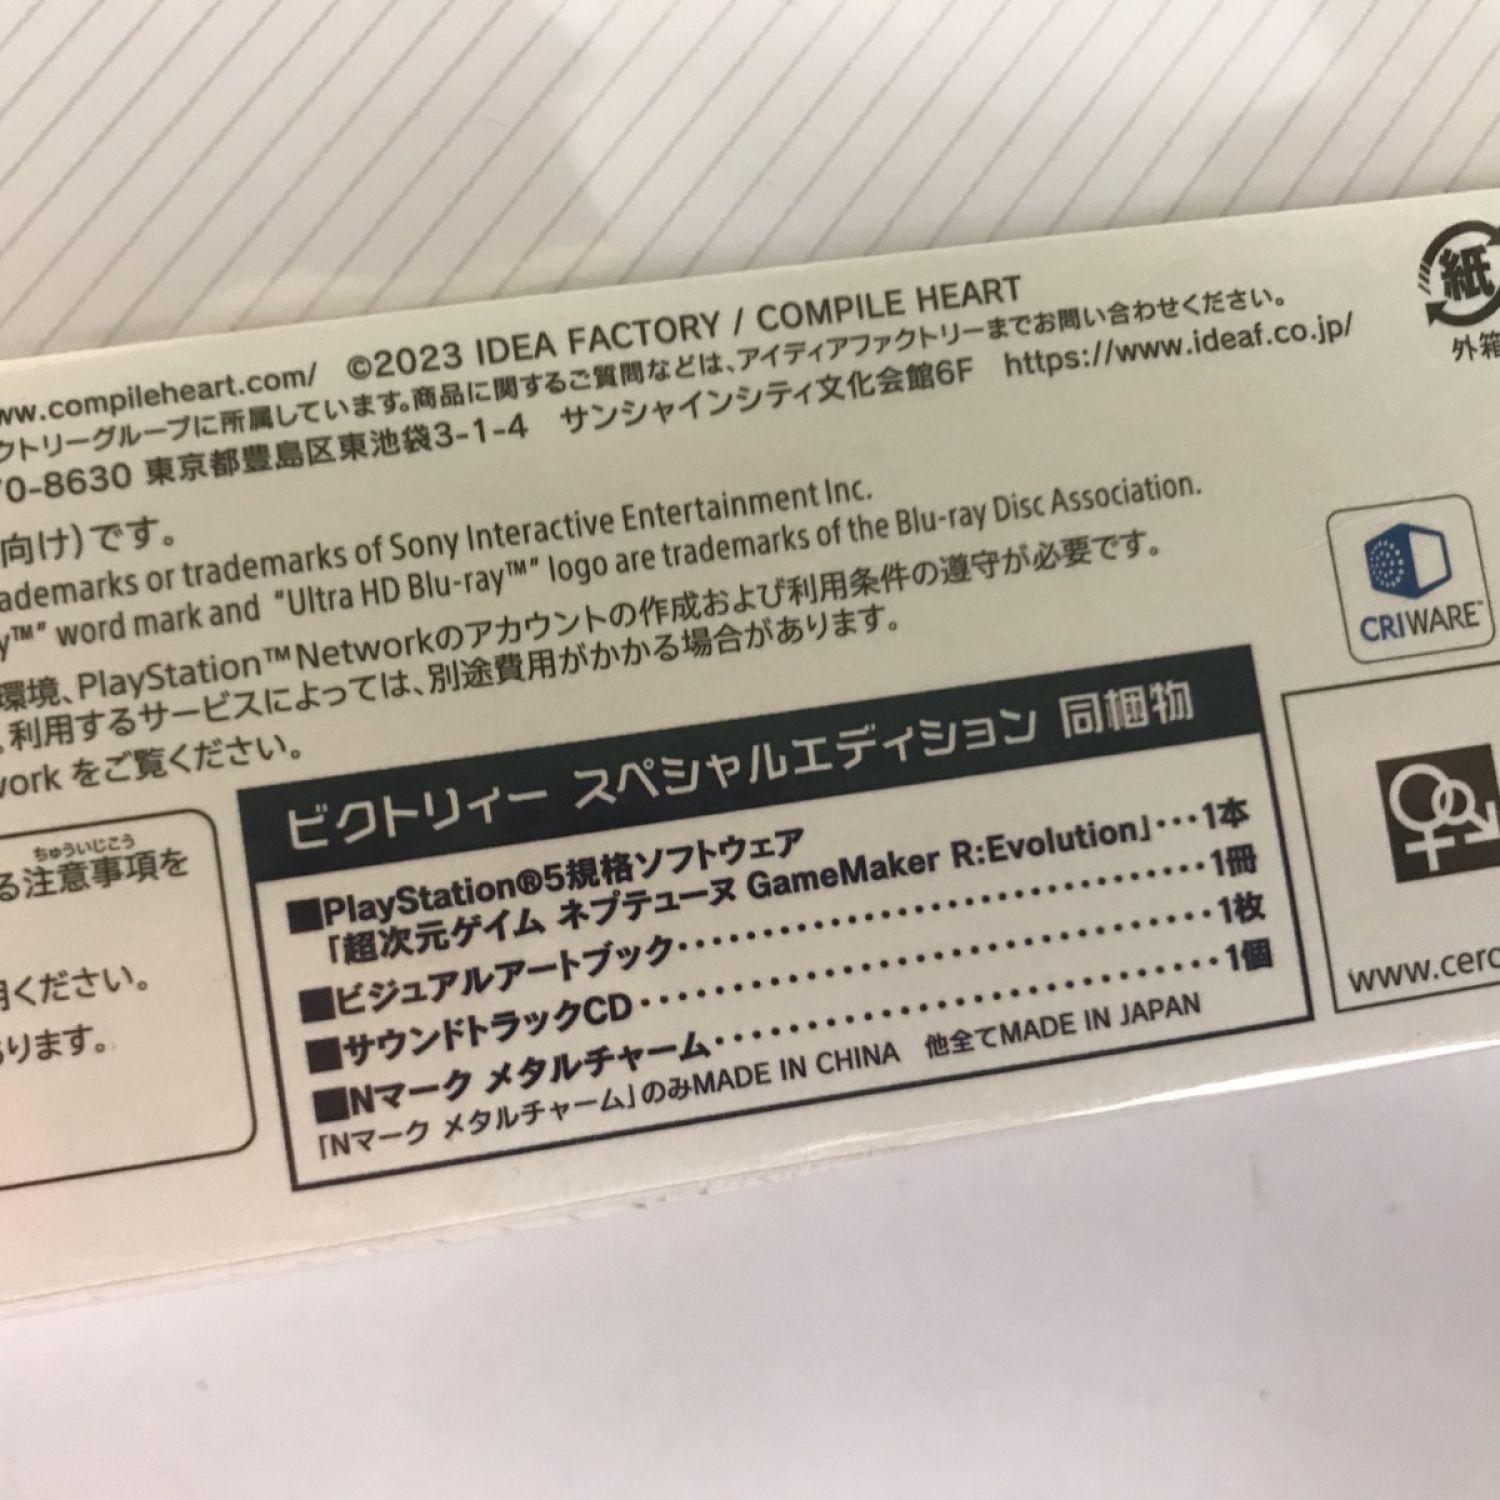 ww.compileheart.com/ ©2023 IDEA FACTORY / COMPILE HEART
クトリーグループに所属しています。商品に関するご質問などは、アイディアファクトリーまでお問い合わせください。
70-8630 東京都豊島区東池袋3-1-4 サンシャインシティ文化会館6F https://www.ideaf.co.jp/
紙
外箱
向け)です。
ademarks or trademarks of Sony Interactive Entertainment Inc.
y™" word mark and "Ultra HD Blu-ray™" logo are trademarks of the Blu-ray Disc Association.
環境、PlayStation™Networkのアカウントの作成および利用条件の遵守が必要です。
、利用するサービスによっては、別途費用がかかる場合があります。
work をご覧ください。
CRIWARE™
る注意事項を
ちゅういじこう
用ください。
ります。
ビクトリィー スペシャルエディション 同梱物
■PlayStation®5規格ソフトウェア
「超次元ゲイム ネプテューヌ GameMaker R:Evolution」…1本
■ビジュアルアートブック……………………1冊
■サウンドトラックCD……………………1枚
■Nマーク メタルチャーム……………………1個
「Nマーク メタルチャーム」のみMADE IN CHINA 他全てMADE IN JAPAN
www.cero